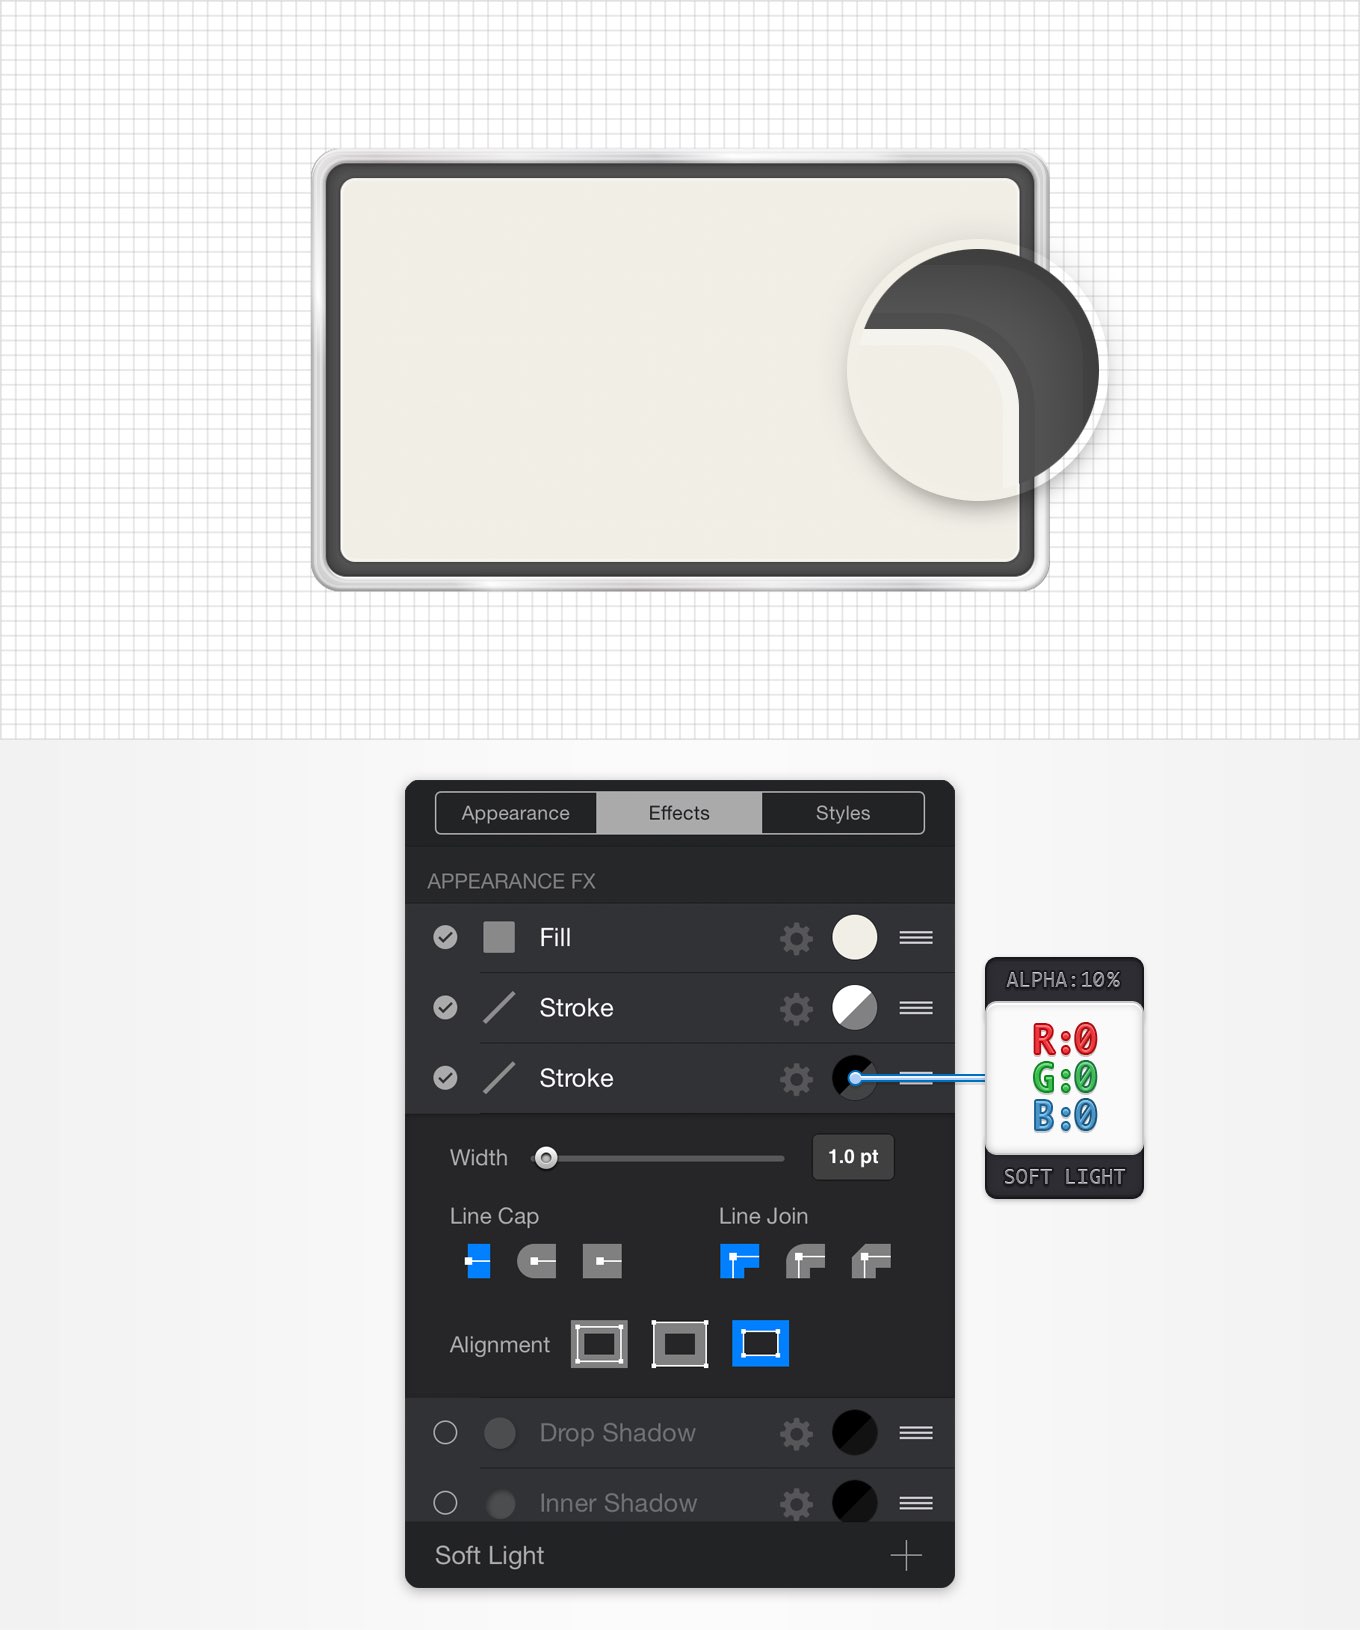 Appearance Effects Styles
APPEARANCE FX
Fill
Stroke
Stroke
ALPHA:10%
R:0
G:0
B:0
SOFT LIGHT
Width 1.0 pt
Line Cap Line Join
Alignment
Drop Shadow
Inner Shadow
Soft Light